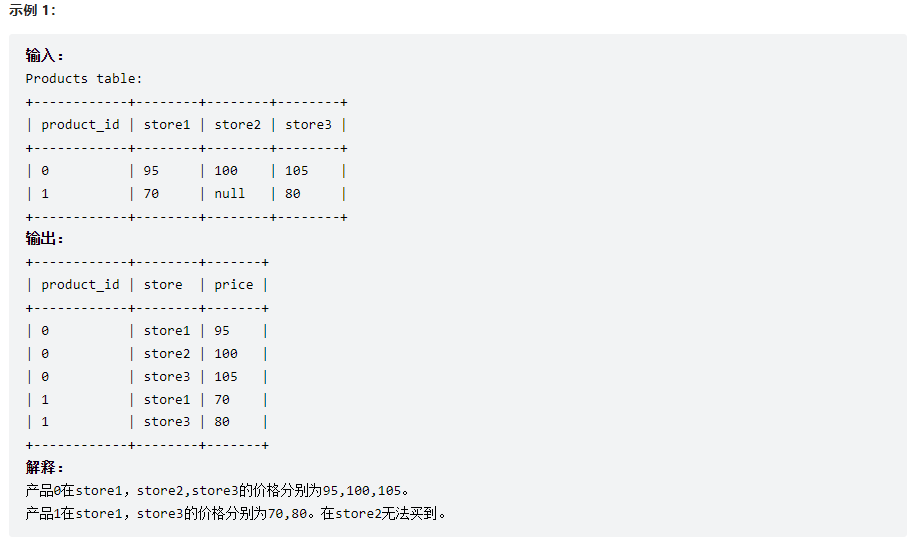 示例 1：
输入：
Products table:
+------------+--------+--------+--------+
| product_id | store1 | store2 | store3 |
+------------+--------+--------+--------+
| 0          | 95     | 100    | 105    |
| 1          | 70     | null   | 80     |
+------------+--------+--------+--------+
输出：
+------------+--------+-------+
| product_id | store  | price |
+------------+--------+-------+
| 0          | store1 | 95    |
| 0          | store2 | 100   |
| 0          | store3 | 105   |
| 1          | store1 | 70    |
| 1          | store3 | 80    |
+------------+--------+-------+
解释：
产品0在store1，store2,store3的价格分别为95,100,105。
产品1在store1，store3的价格分别为70,80。在store2无法买到。